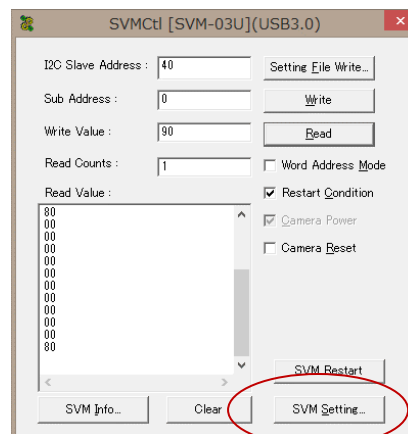 SVMCtl [SVM-03U](USB3.0)
I2C Slave Address : 40 Setting File Write...
Sub Address : 0 Write
Write Value : 90 Read
Read Counts : 1 Word Address Mode
Read Value : Restart Condition
Camera Power
Camera Reset
80
00
00
00
00
00
00
00
00
00
00
80
SVM Restart
SVM Info... Clear SVM Setting...